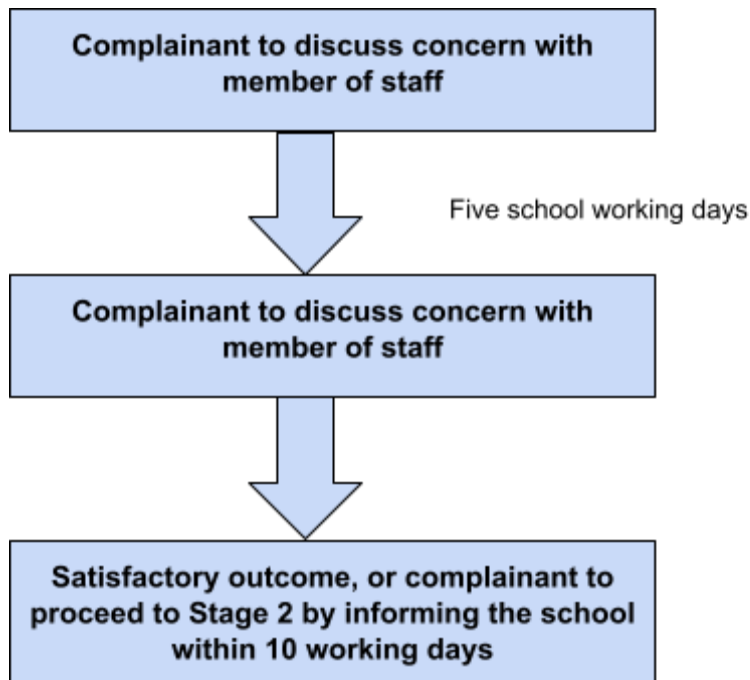 Complainant to discuss concern with
member of staff
Five school working days
Complainant to discuss concern with
member of staff
Satisfactory outcome, or complainant to
proceed to Stage 2 by informing the school
within 10 working days